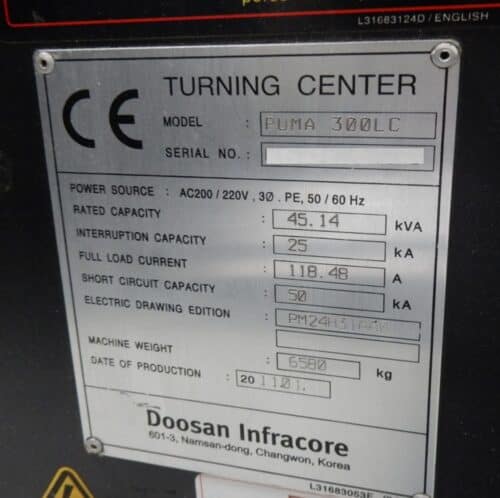 L31683124D / ENGLISH
CE
TURNING CENTER
MODEL : PUMA 300LC
SERIAL NO. :
POWER SOURCE : AC200 / 220V, 3Ø. PE, 50 / 60 Hz
RATED CAPACITY : 45.14 kVA
INTERRUPTION CAPACITY : 25 kA
FULL LOAD CURRENT : 118.48 A
SHORT CIRCUIT CAPACITY : 50 kA
ELECTRIC DRAWING EDITION :
MACHINE WEIGHT : 6580 kg
DATE OF PRODUCTION : 20 1101.
Doosan Infracore
601-3, Namsan-dong, Changwon, Korea